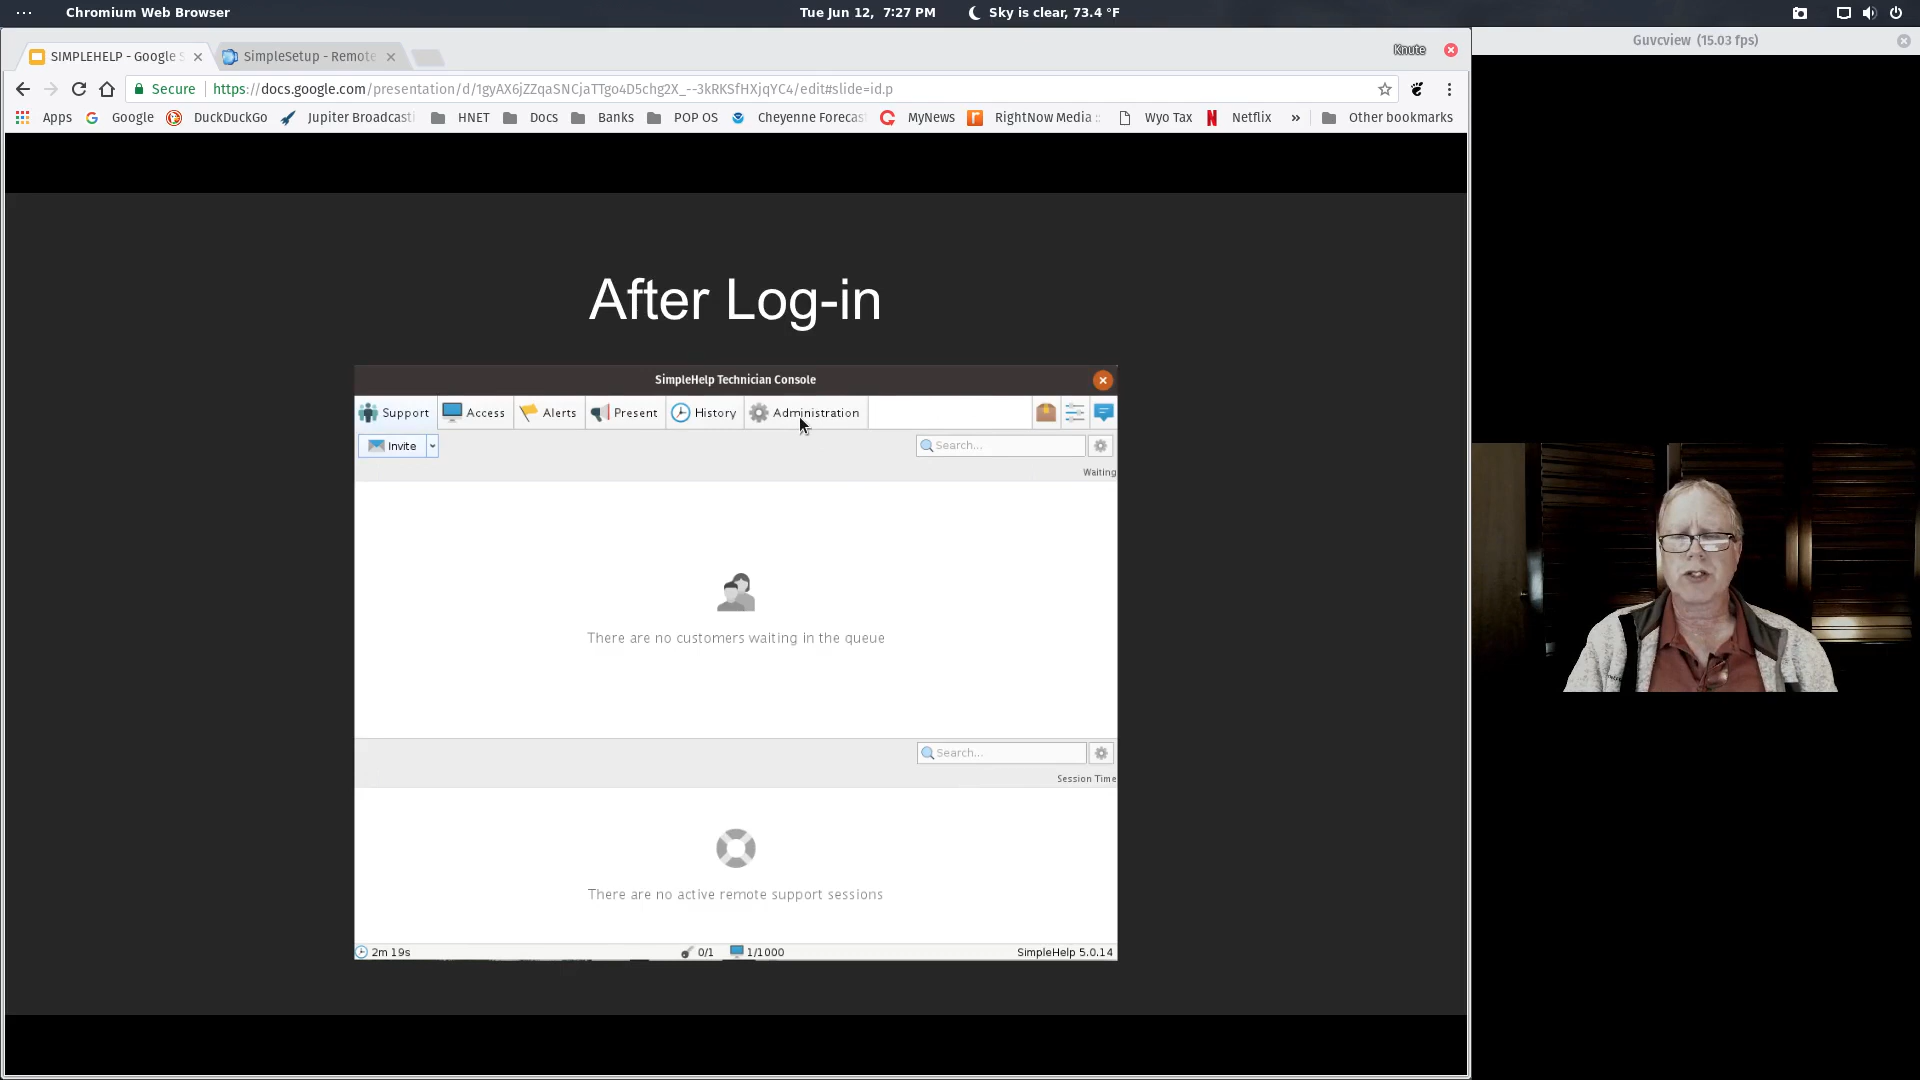 Chromium Web Browser
Tue Jun 12, 7:27 PM
Sky is clear, 73.4 °F
SIMPLEHELP - Google S
SimpleSetup - Remote
Knute
Guvcview (15.03 fps)
Secure
https://docs.google.com/presentation/d/1gyAX6jZZqaSNCjaTTgo4D5chg2X_--3kRKSfHXjqYC4/edit#slide=id.p
Apps
Google
DuckDuckGo
Jupiter Broadcasti
HNET
Docs
Banks
POP OS
Cheyenne Forecas
MyNews
RightNow Media ::
Wyo Tax
Netflix
»
Other bookmarks
After Log-in
SimpleHelp Technician Console
Support
Access
Alerts
Present
History
Administration
Invite
Search...
Waiting
There are no customers waiting in the queue
Search...
Session Time
There are no active remote support sessions
2m 19s
0/1
1/1000
SimpleHelp 5.0.14